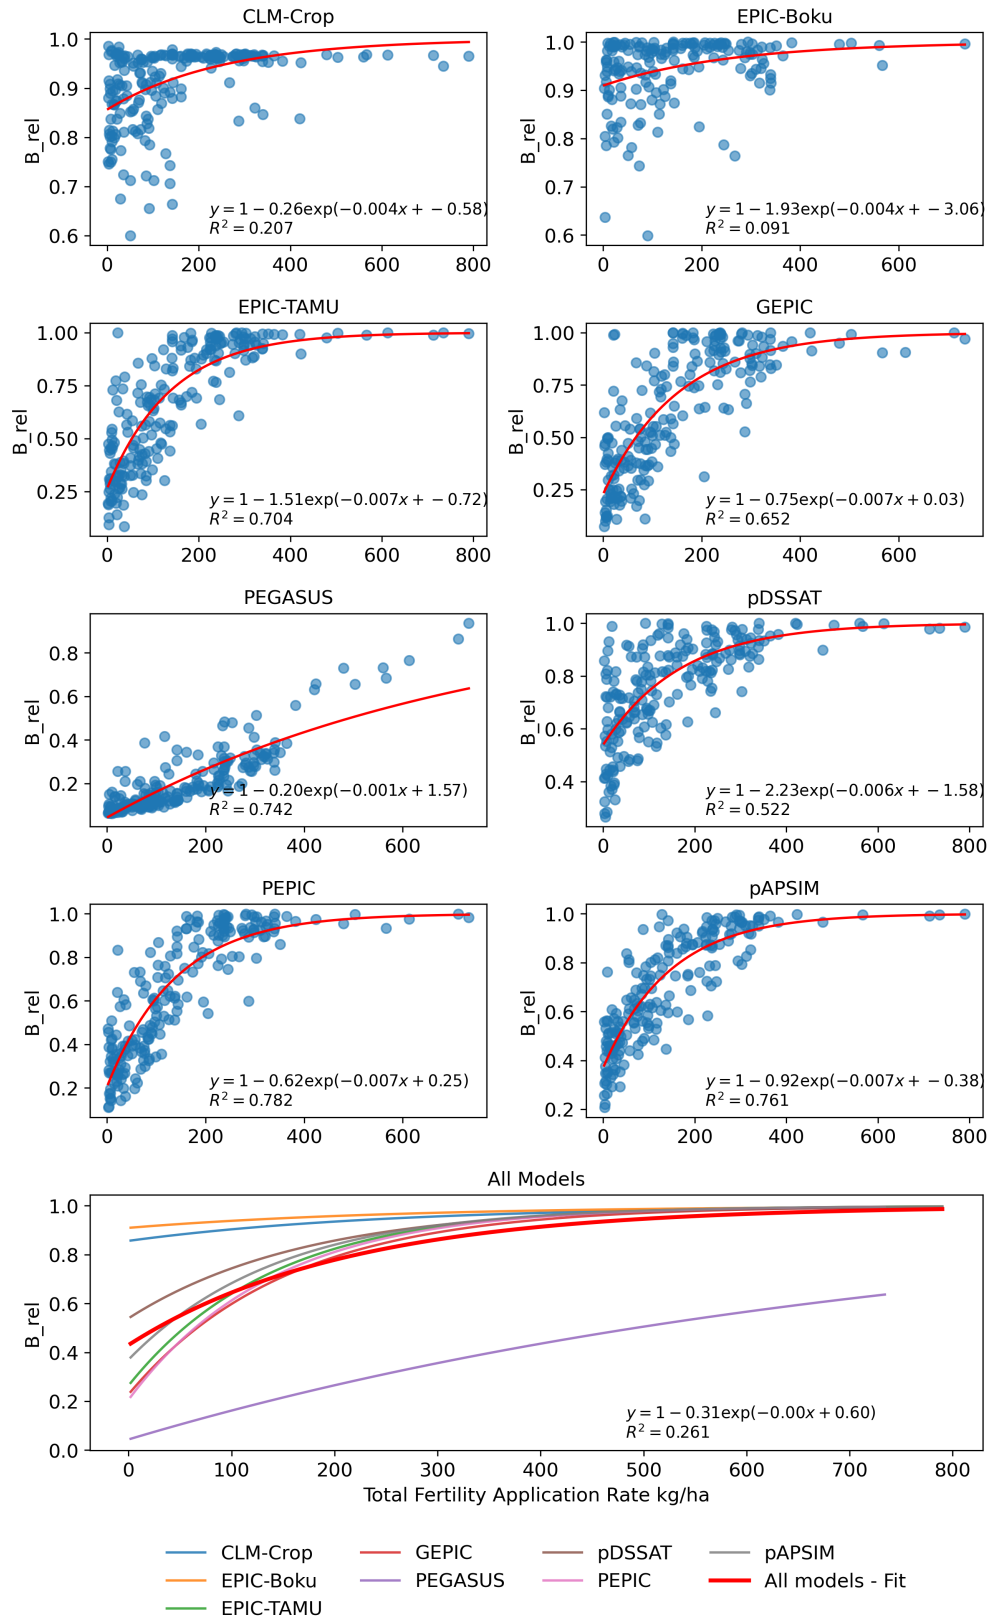 CLM-Crop
EPIC-Boku
B_rel
1.0
0.9
0.8
0.7
0.6
y = 1 − 0.26exp(−0.004x + −0.58)
R² = 0.207
0 200 400 600 800
B_rel
1.0
0.9
0.8
0.7
0.6
y = 1 − 1.93exp(−0.004x + −3.06)
R² = 0.091
0 200 400 600
EPIC-TAMU
GEPIC
B_rel
1.00
0.75
0.50
0.25
y = 1 − 1.51exp(−0.007x + −0.72)
R² = 0.704
0 200 400 600 800
B_rel
1.00
0.75
0.50
0.25
y = 1 − 0.75exp(−0.007x + 0.03)
R² = 0.652
0 200 400 600
PEGASUS
pDSSAT
B_rel
0.8
0.6
0.4
0.2
y = 1 − 0.20exp(−0.001x + 1.57)
R² = 0.742
0 200 400 600
B_rel
1.0
0.8
0.6
0.4
y = 1 − 2.23exp(−0.006x + −1.58)
R² = 0.522
0 200 400 600 800
PEPIC
pAPSIM
B_rel
1.0
0.8
0.6
0.4
0.2
y = 1 − 0.62exp(−0.007x + 0.25)
R² = 0.782
0 200 400 600
B_rel
1.0
0.8
0.6
0.4
0.2
y = 1 − 0.92exp(−0.007x + −0.38)
R² = 0.761
0 200 400 600 800
All Models
B_rel
1.0
0.8
0.6
0.4
0.2
0.0
y = 1 − 0.31exp(−0.00x + 0.60)
R² = 0.261
0 100 200 300 400 500 600 700 800
Total Fertility Application Rate kg/ha
CLM-Crop
EPIC-Boku
EPIC-TAMU
GEPIC
PEGASUS
pDSSAT
PEPIC
pAPSIM
All models - Fit